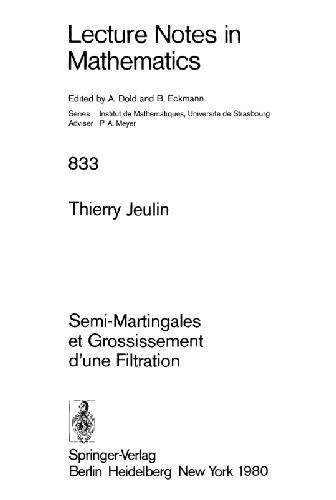 Lecture Notes in
Mathematics
Edited by A. Dold and B. Eckmann
Series: Institut de Mathématiques, Université de Strasbourg
Adviser: P. A. Meyer
833
Thierry Jeulin
Semi-Martingales
et Grossissement
d'une Filtration
Springer-Verlag
Berlin Heidelberg New York 1980